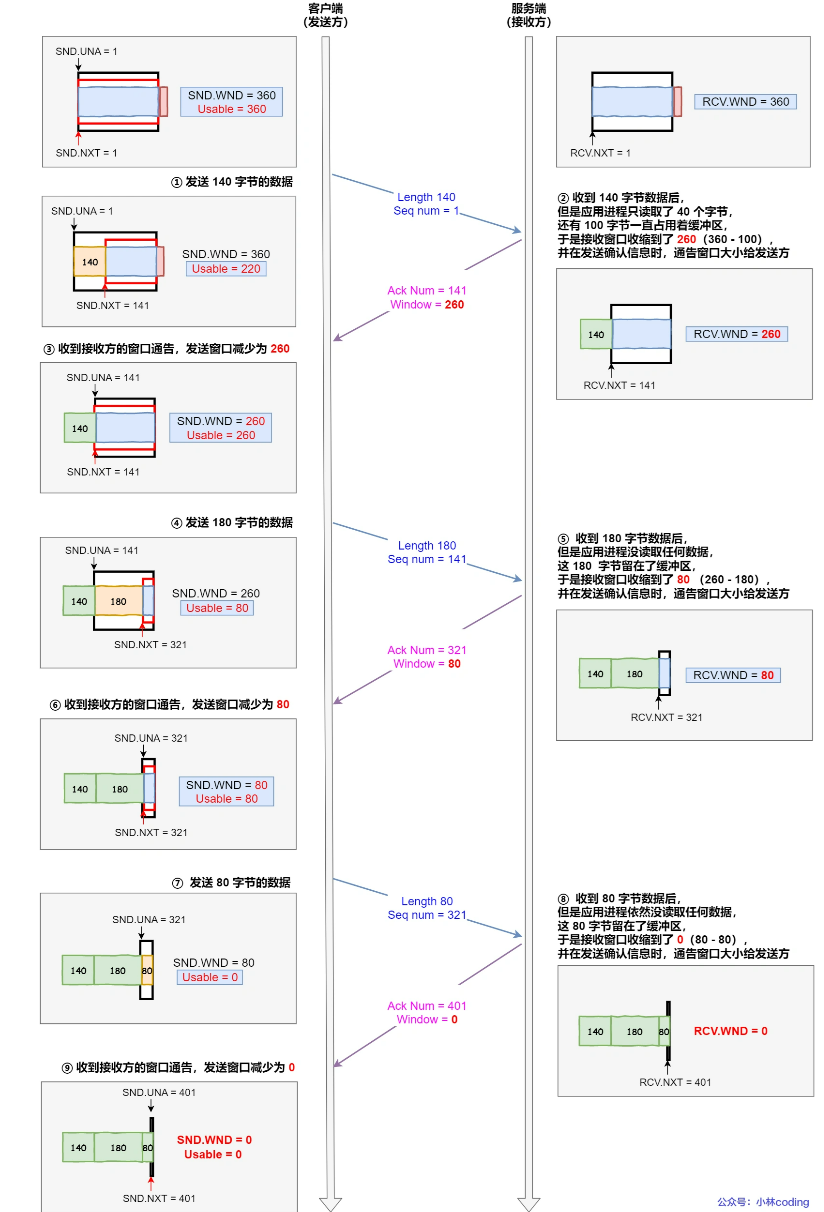 客户端
(发送方)
服务端
(接收方)
SND.UNA = 1
SND.WND = 360
Usable = 360
SND.NXT = 1
RCV.WND = 360
RCV.NXT = 1
① 发送 140 字节的数据
Length 140
Seq num = 1
② 收到 140 字节数据后，
但是应用进程只读取了 40 个字节，
还有 100 字节一直占用着缓冲区，
于是接收窗口收缩到了 260（360 - 100），
并在发送确认信息时，通告窗口大小给发送方
SND.UNA = 1
140
SND.WND = 360
Usable = 220
SND.NXT = 141
Ack Num = 141
Window = 260
140
RCV.WND = 260
RCV.NXT = 141
③ 收到接收方的窗口通告，发送窗口减少为 260
SND.UNA = 141
140
SND.WND = 260
Usable = 260
SND.NXT = 141
④ 发送 180 字节的数据
Length 180
Seq num = 141
⑤ 收到 180 字节数据后，
但是应用进程没读取任何数据，
这 180 字节留在了缓冲区，
于是接收窗口收缩到了 80 （260 - 180），
并在发送确认信息时，通告窗口大小给发送方
SND.UNA = 141
140 180
SND.WND = 260
Usable = 80
SND.NXT = 321
Ack Num = 321
Window = 80
140 180
RCV.WND = 80
RCV.NXT = 321
⑥ 收到接收方的窗口通告，发送窗口减少为 80
SND.UNA = 321
140 180
SND.WND = 80
Usable = 80
SND.NXT = 321
⑦ 发送 80 字节的数据
Length 80
Seq num = 321
⑧ 收到 80 字节数据后，
但是应用进程依然没读取任何数据，
这 80 字节留在了缓冲区，
于是接收窗口收缩到了 0（80 - 80），
并在发送确认信息时，通告窗口大小给发送方
SND.UNA = 321
140 180 80
SND.WND = 80
Usable = 0
Ack Num = 401
Window = 0
140 180 80
RCV.WND = 0
RCV.NXT = 401
⑨ 收到接收方的窗口通告，发送窗口减少为 0
SND.UNA = 401
140 180 80
SND.WND = 0
Usable = 0
SND.NXT = 401
公众号：小林coding